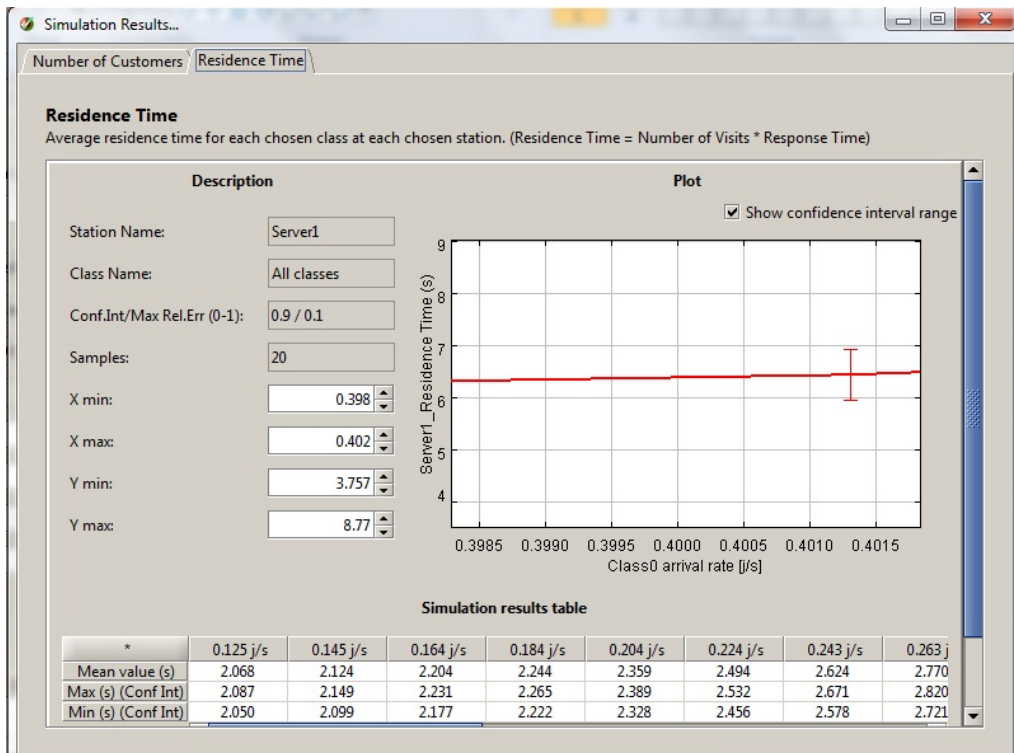 Simulation Results...
Number of Customers Residence Time
Residence Time
Average residence time for each chosen class at each chosen station. (Residence Time = Number of Visits * Response Time)
Description
Plot
Show confidence interval range
Station Name: Server1
Class Name: All classes
Conf.Int/Max Rel.Err (0-1): 0.9 / 0.1
Samples: 20
X min: 0.398
X max: 0.402
Y min: 3.757
Y max: 8.77
Server1_Residence Time (s)
9
8
7
6
5
4
0.3985 0.3990 0.3995 0.4000 0.4005 0.4010 0.4015
Class0 arrival rate [j/s]
Simulation results table
* 0.125 j/s 0.145 j/s 0.164 j/s 0.184 j/s 0.204 j/s 0.224 j/s 0.243 j/s 0.263 j
Mean value (s) 2.068 2.124 2.204 2.244 2.359 2.494 2.624 2.770
Max (s) (Conf Int) 2.087 2.149 2.231 2.265 2.389 2.532 2.671 2.820
Min (s) (Conf Int) 2.050 2.099 2.177 2.222 2.328 2.456 2.578 2.721